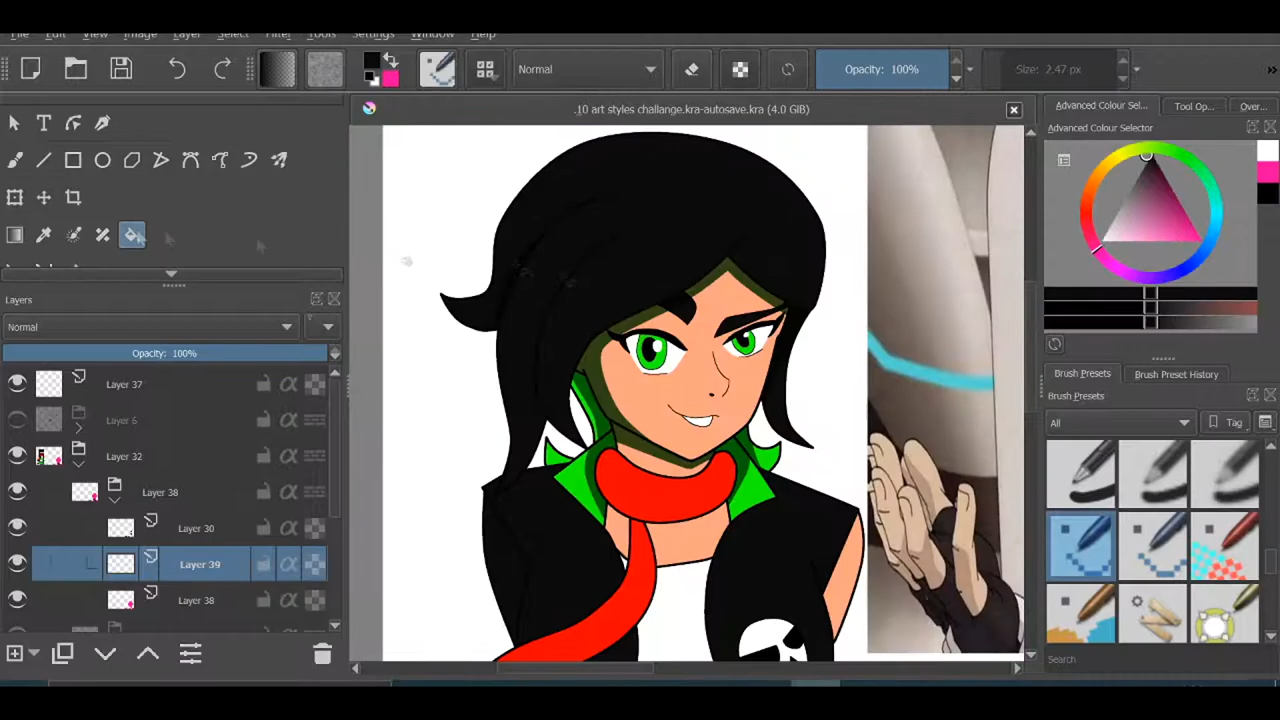 File Edit View Image Layer Select Filter Tools Settings Window Help
Normal
Opacity: 100%
Size: 2.47 px
.10 art styles challange.kra-autosave.kra (4.0 GiB)
Advanced Colour Sel...
Tool Op...
Over...
Advanced Colour Selector
Layers
Normal
Opacity: 100%
Layer 37
Layer 6
Layer 32
Layer 38
Layer 30
Layer 39
Layer 38
Brush Presets
Brush Preset History
Brush Presets
All
Tag
Search